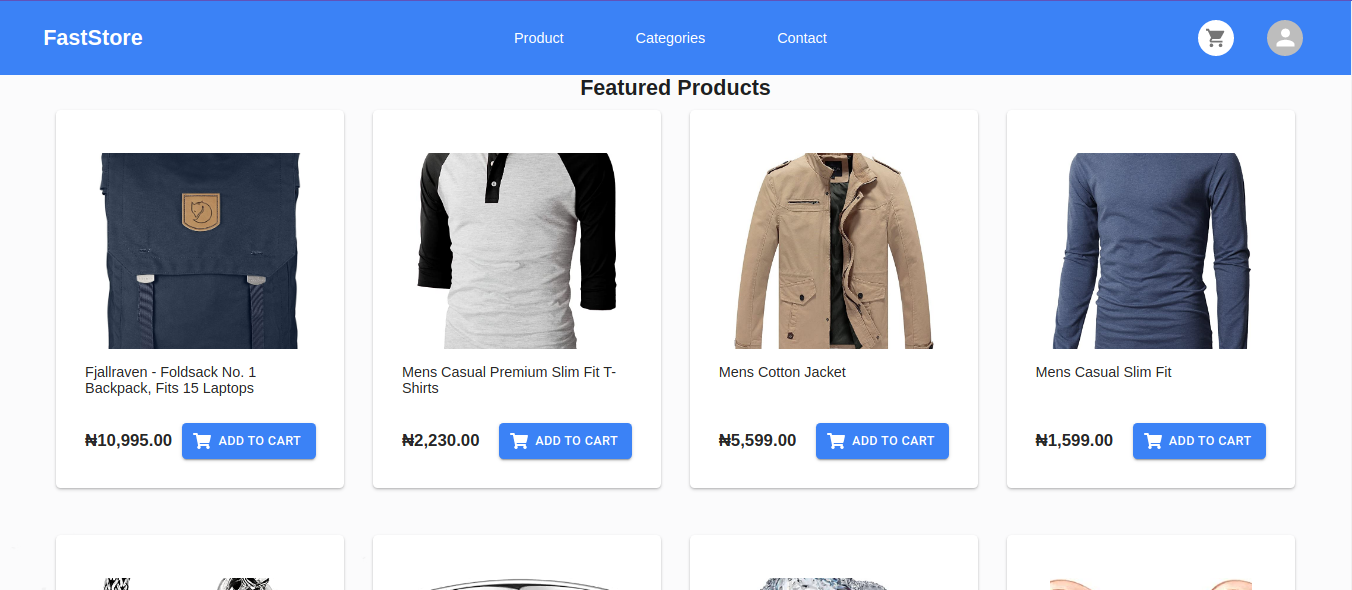 FastStore
Product
Categories
Contact
Featured Products
Fjallraven - Foldsack No. 1
Backpack, Fits 15 Laptops
₦10,995.00
ADD TO CART
Mens Casual Premium Slim Fit T-
Shirts
₦2,230.00
ADD TO CART
Mens Cotton Jacket
₦5,599.00
ADD TO CART
Mens Casual Slim Fit
₦1,599.00
ADD TO CART